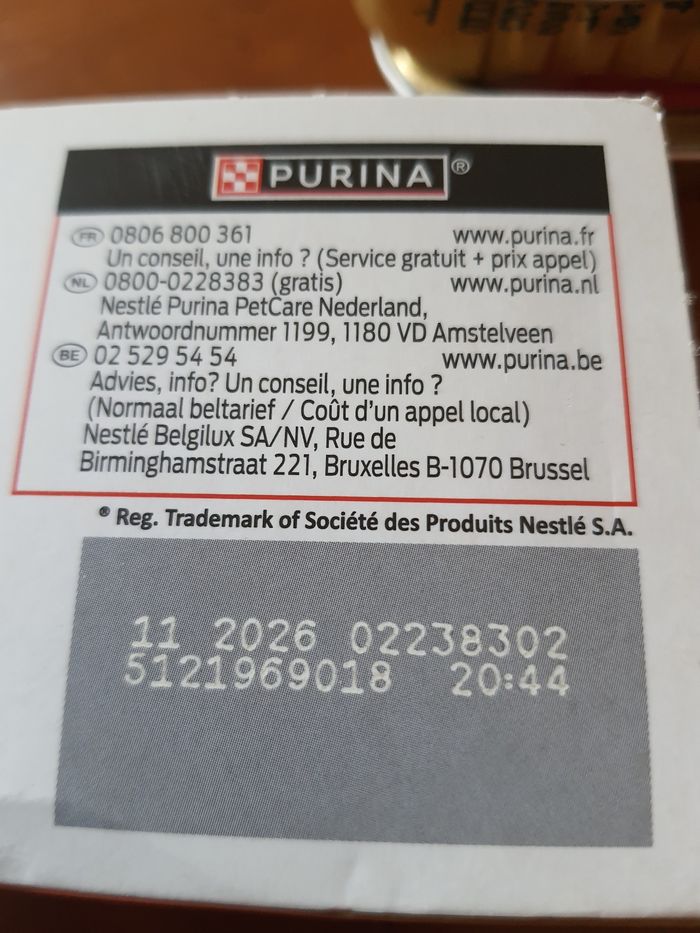 PURINA®
FR 0806 800 361 www.purina.fr
Un conseil, une info ? (Service gratuit + prix appel)
NL 0800-0228383 (gratis) www.purina.nl
Nestlé Purina PetCare Nederland,
Antwoordnummer 1199, 1180 VD Amstelveen
BE 02 529 54 54 www.purina.be
Advies, info? Un conseil, une info ?
(Normaal beltarief / Coût d'un appel local)
Nestlé Belgilux SA/NV, Rue de
Birminghamstraat 221, Bruxelles B-1070 Brussel
® Reg. Trademark of Société des Produits Nestlé S.A.
11 2026 02238302
5121969018 20:44